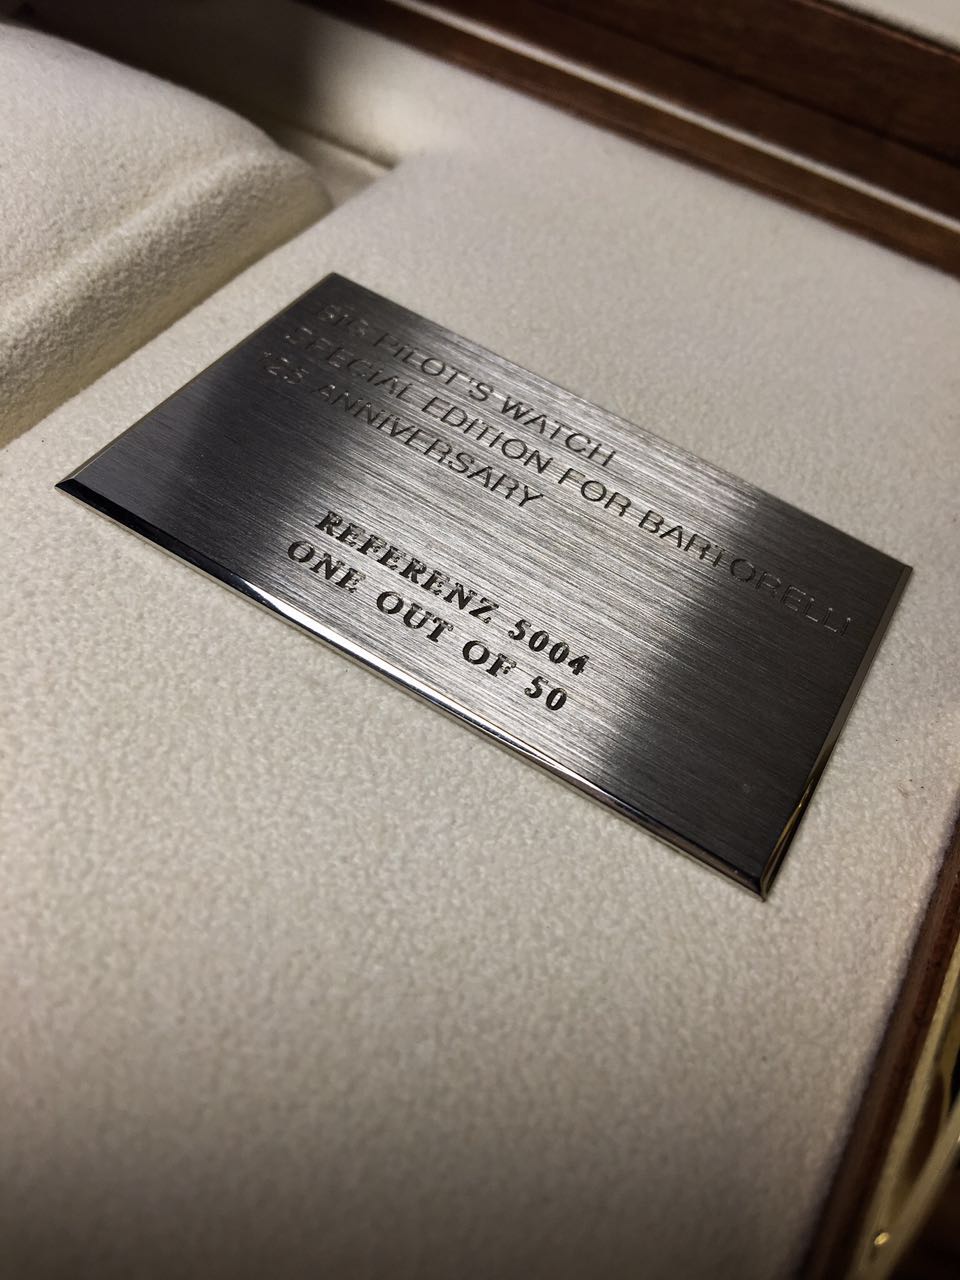 BIG PILOT'S WATCH
SPECIAL EDITION FOR BARTORELLI
125 ANNIVERSARY
REFERENZ 5004
ONE OUT OF 50